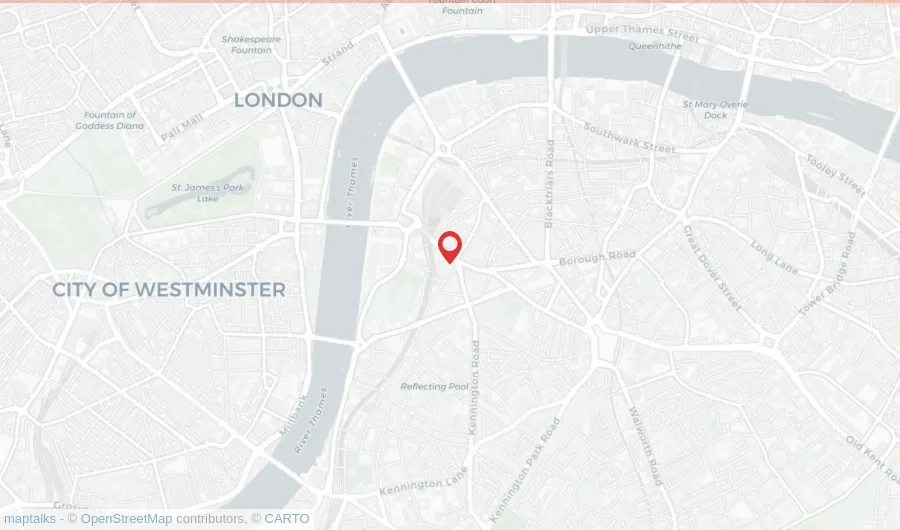 Fountain
Shakespeare
Fountain
Strand
Upper Thames Street
Queenhithe
LONDON
Fountain of
Goddess Diana
Pall Mall
St Mary Overie
Dock
Southwark Street
Lane
Tooley Street
Blackfriars Road
River Thames
St. James's Park
Lake
Great Dover Street
Long Lane
Borough Road
Tower Bridge Road
CITY OF WESTMINSTER
Kennington Road
Reflecting Pool
Millbank
River Thames
Walworth Road
Old Kent Road
Kennington Park Road
Kennington Lane
maptalks - © OpenStreetMap contributors, © CARTO